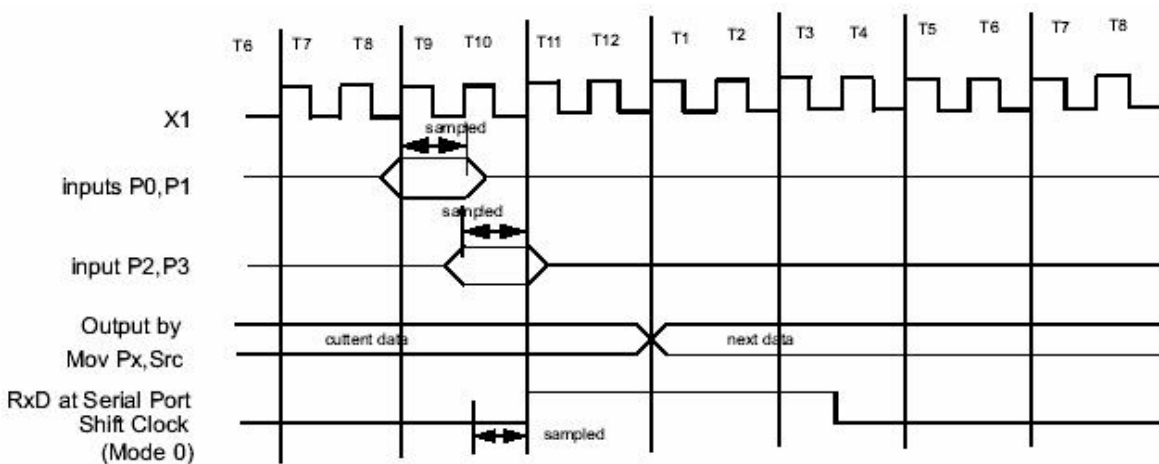 T6 T7 T8 T9 T10 T11 T12 T1 T2 T3 T4 T5 T6 T7 T8
X1
sampled
inputs P0,P1
sampled
input P2,P3
Output by
cuttent data next data
Mov Px,Src
RxD at Serial Port
Shift Clock
sampled
(Mode 0)